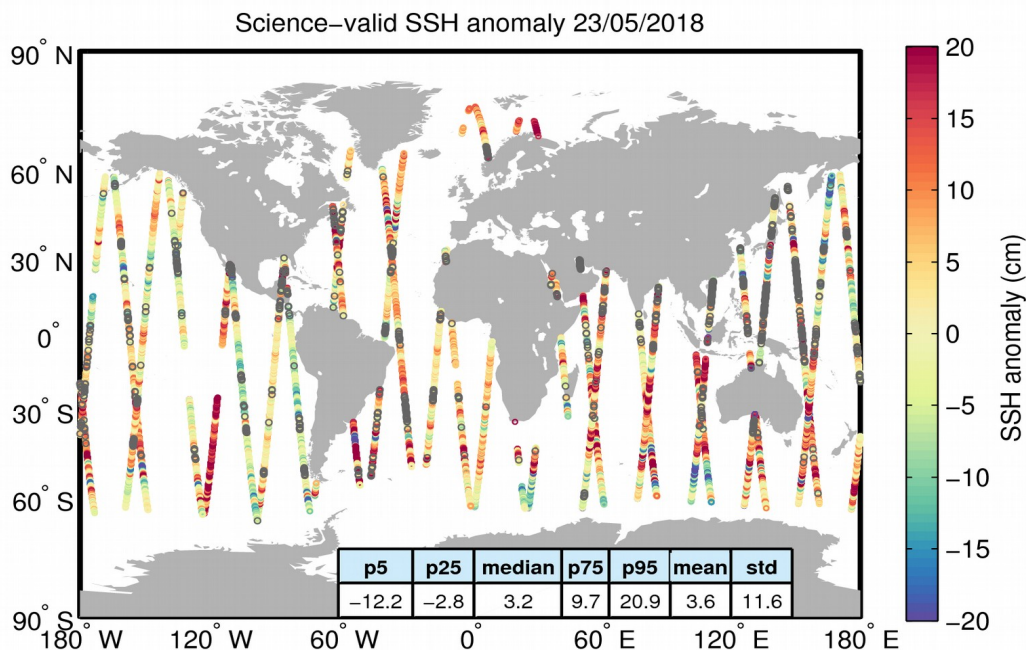 Science−valid SSH anomaly 23/05/2018
90° N
60° N
30° N
0°
30° S
60° S
90° S
180° W
120° W
60° W
0°
60° E
120° E
180° E
p5 p25 median p75 p95 mean std
−12.2 −2.8 3.2 9.7 20.9 3.6 11.6
20
15
10
5
0
−5
−10
−15
−20
SSH anomaly (cm)